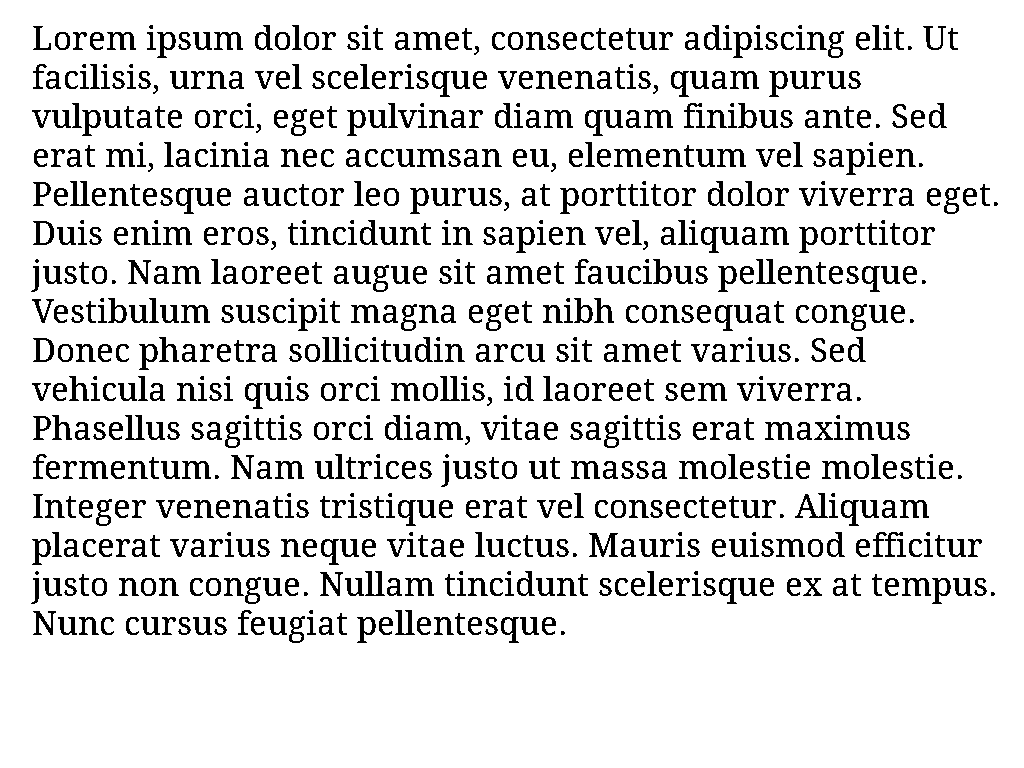 Lorem ipsum dolor sit amet, consectetur adipiscing elit. Ut
facilisis, urna vel scelerisque venenatis, quam purus
vulputate orci, eget pulvinar diam quam finibus ante. Sed
erat mi, lacinia nec accumsan eu, elementum vel sapien.
Pellentesque auctor leo purus, at porttitor dolor viverra eget.
Duis enim eros, tincidunt in sapien vel, aliquam porttitor
justo. Nam laoreet augue sit amet faucibus pellentesque.
Vestibulum suscipit magna eget nibh consequat congue.
Donec pharetra sollicitudin arcu sit amet varius. Sed
vehicula nisi quis orci mollis, id laoreet sem viverra.
Phasellus sagittis orci diam, vitae sagittis erat maximus
fermentum. Nam ultrices justo ut massa molestie molestie.
Integer venenatis tristique erat vel consectetur. Aliquam
placerat varius neque vitae luctus. Mauris euismod efficitur
justo non congue. Nullam tincidunt scelerisque ex at tempus.
Nunc cursus feugiat pellentesque.